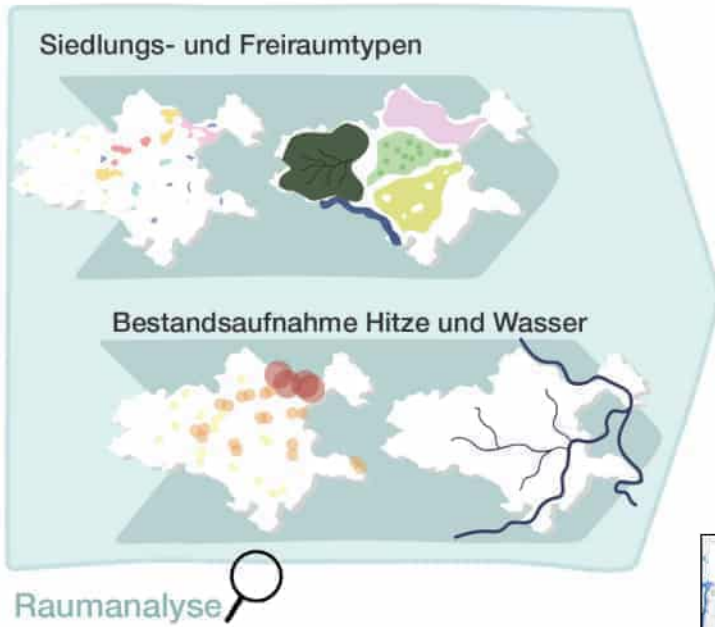 Siedlungs- und Freiraumtypen
Bestandsaufnahme Hitze und Wasser
Raumanalyse